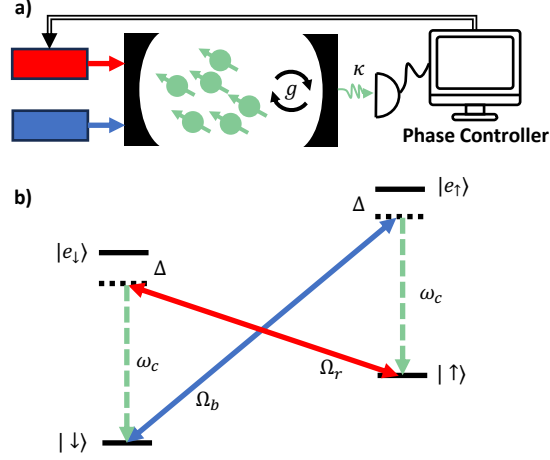 a)
κ
g
Phase Controller
b)
|e↑⟩
Δ
|e↓⟩
Δ
ω_c
ω_c
Ω_r
|↑⟩
Ω_b
|↓⟩